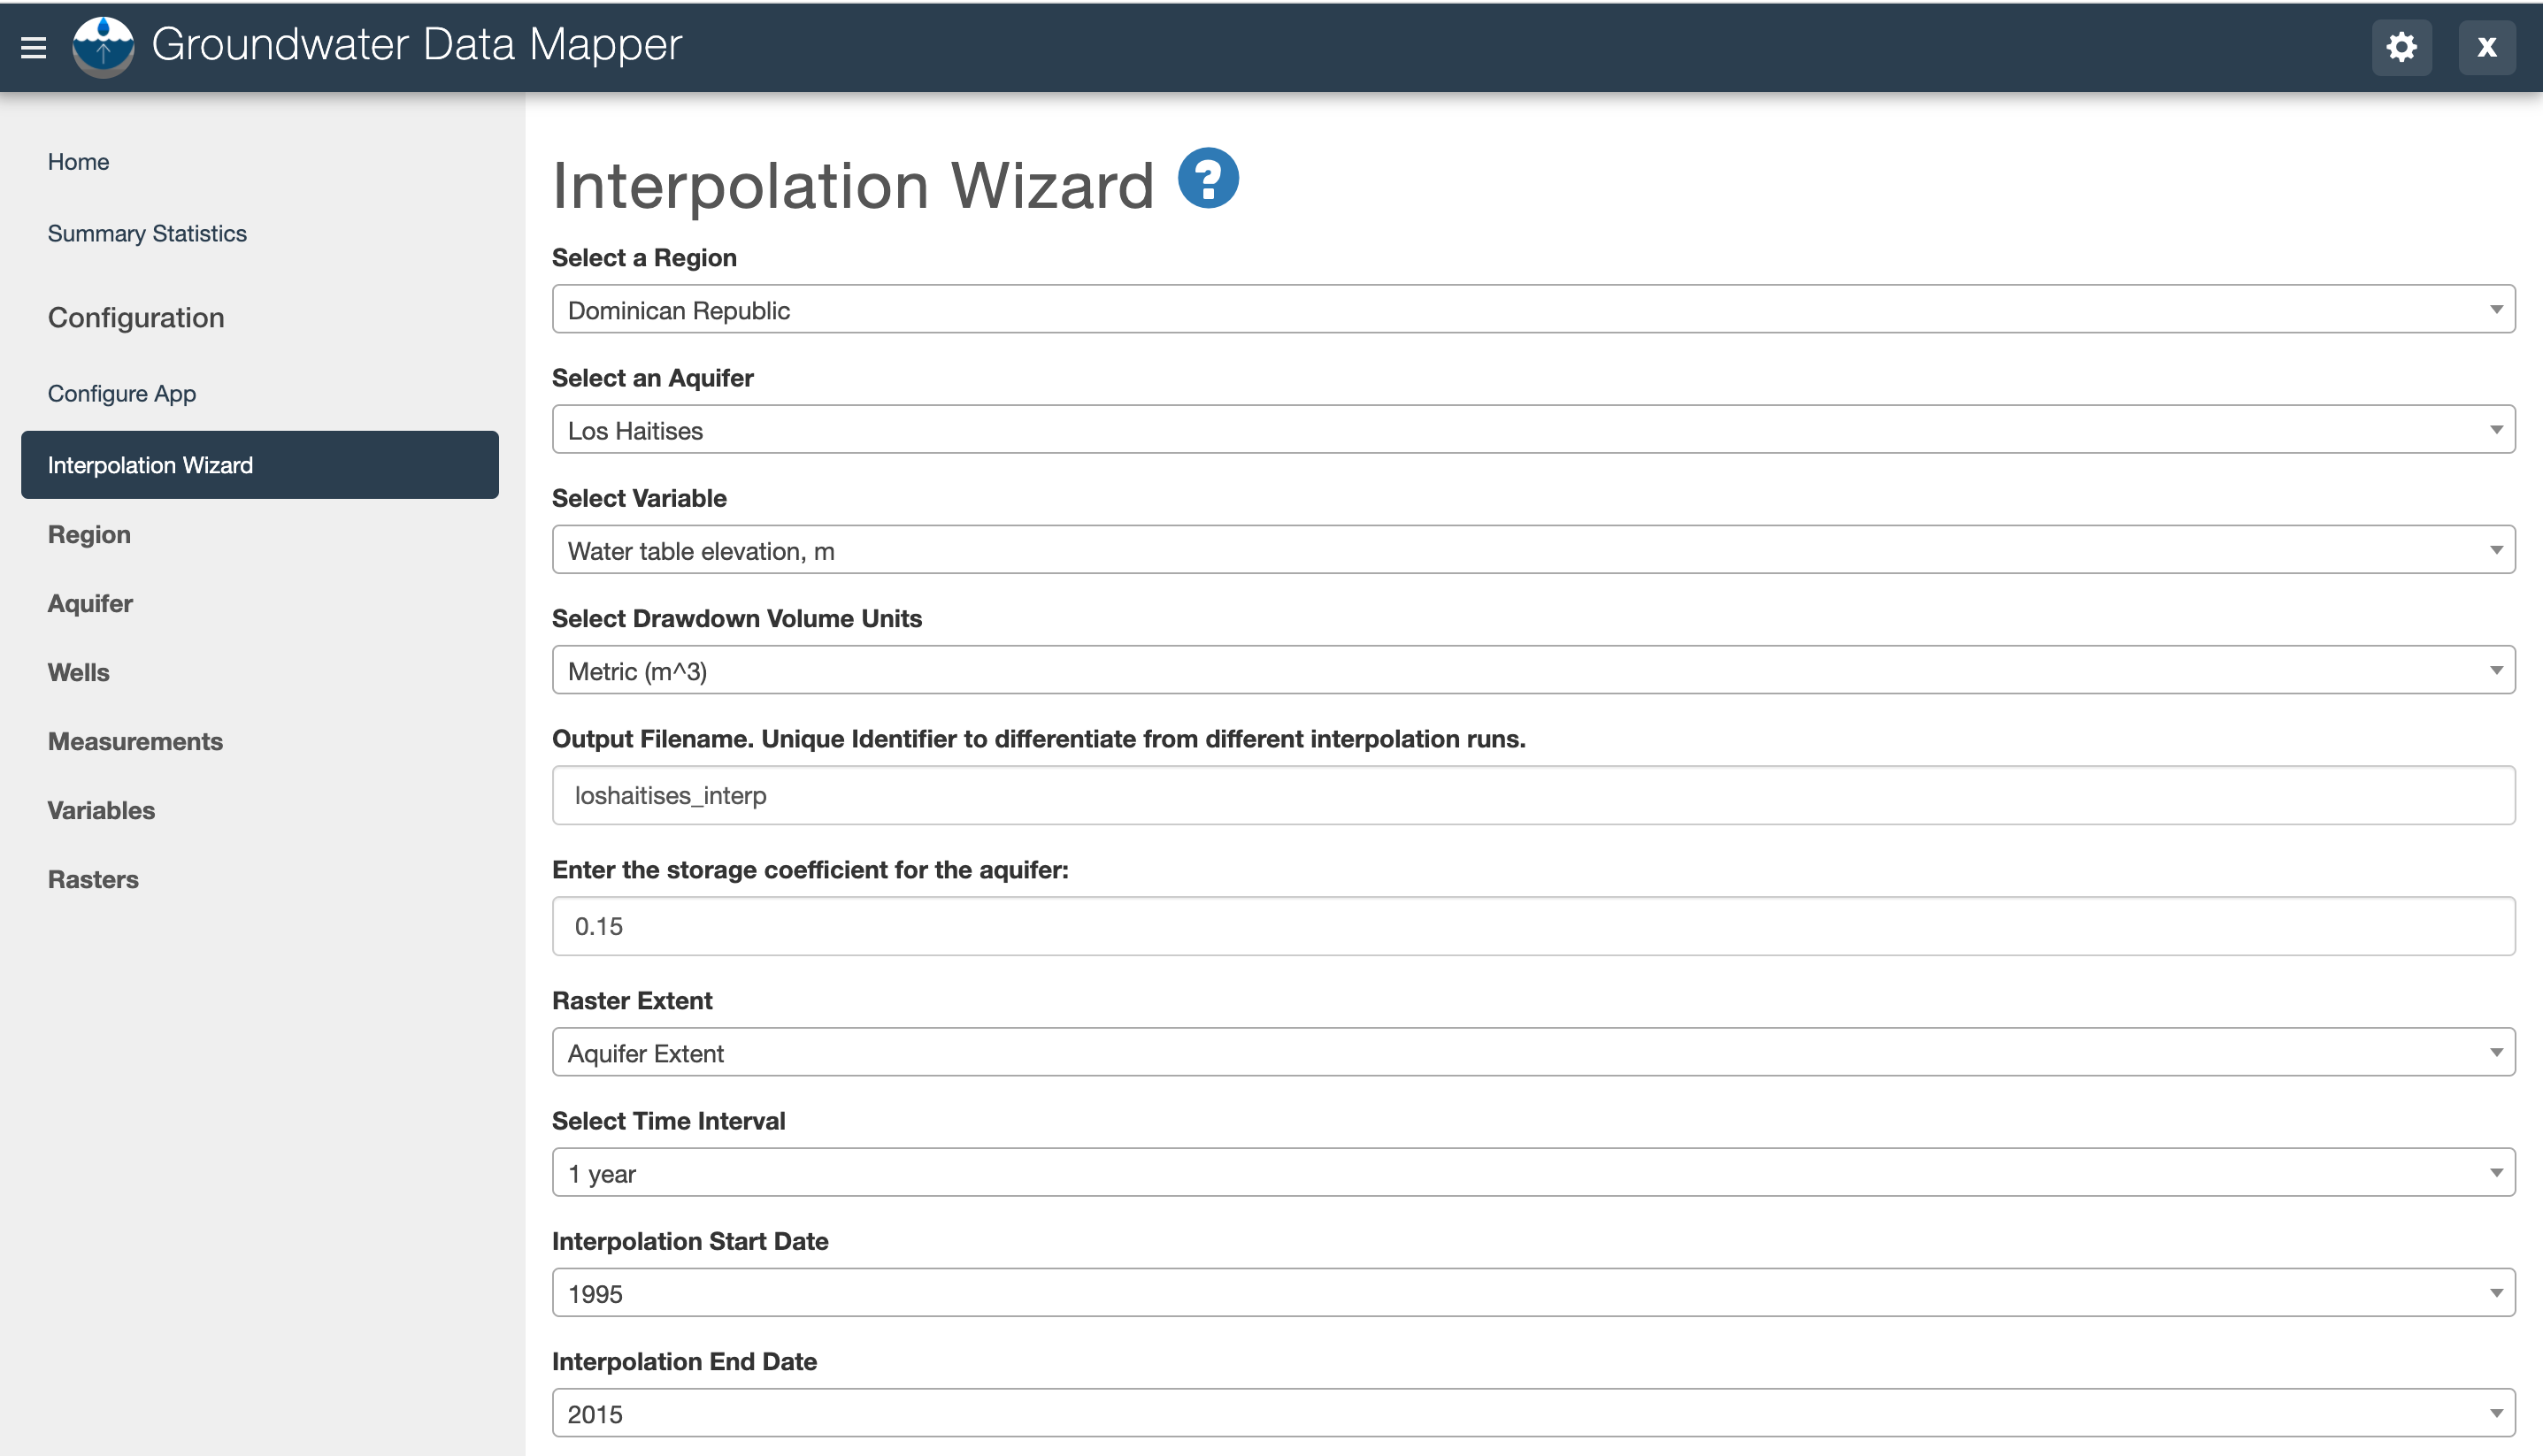 Groundwater Data Mapper
X
Home
Summary Statistics
Configuration
Configure App
Interpolation Wizard
Region
Aquifer
Wells
Measurements
Variables
Rasters
Interpolation Wizard ?
Select a Region
Dominican Republic
Select an Aquifer
Los Haitises
Select Variable
Water table elevation, m
Select Drawdown Volume Units
Metric (m^3)
Output Filename. Unique Identifier to differentiate from different interpolation runs.
loshaitises_interp
Enter the storage coefficient for the aquifer:
0.15
Raster Extent
Aquifer Extent
Select Time Interval
1 year
Interpolation Start Date
1995
Interpolation End Date
2015